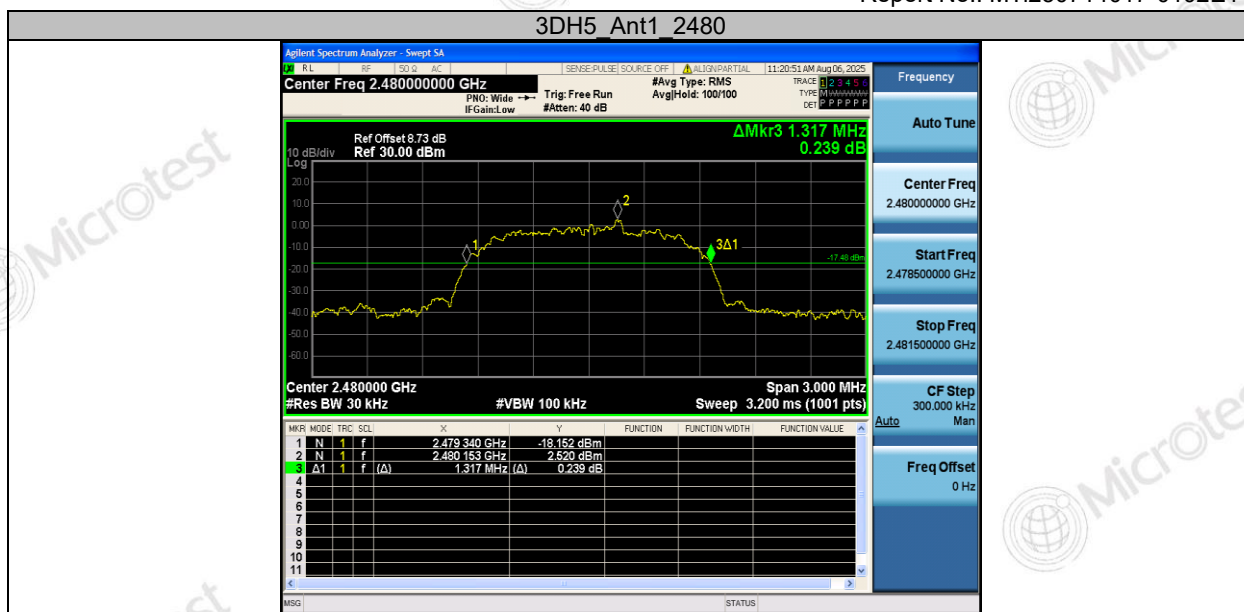 3DH5_Ant1_2480
Agilent Spectrum Analyzer - Swept SA
RL RF 50 Ω AC SENSE:PULSE SOURCE OFF ALIGNPARTIAL 11:20:51 AM Aug 06, 2025
Center Freq 2.480000000 GHz
PNO: Wide
IFGain:Low
Trig: Free Run
#Atten: 40 dB
#Avg Type: RMS
Avg|Hold: 100/100
TRACE 1 2 3 4 5 6
TYPE M WWWWW
DET P P P P P P
Ref Offset 8.73 dB
10 dB/div Ref 30.00 dBm
Log
ΔMkr3 1.317 MHz
0.239 dB
20.0
10.0
0.00
-10.0
-20.0
-30.0
-40.0
-50.0
-60.0
1
2
3Δ1
-17.48 dBm
Center 2.480000 GHz Span 3.000 MHz
#Res BW 30 kHz #VBW 100 kHz Sweep 3.200 ms (1001 pts)
MKR MODE TRC SCL X Y FUNCTION FUNCTION WIDTH FUNCTION VALUE
1 N 1 f 2.479 340 GHz -18.152 dBm
2 N 1 f 2.480 153 GHz 2.520 dBm
3 Δ1 1 f (Δ) 1.317 MHz (Δ) 0.239 dB
4
5
6
7
8
9
10
11
MSG STATUS
Frequency
Auto Tune
Center Freq
2.480000000 GHz
Start Freq
2.478500000 GHz
Stop Freq
2.481500000 GHz
CF Step
300.000 kHz
Auto Man
Freq Offset
0 Hz
Microtest
Microtest